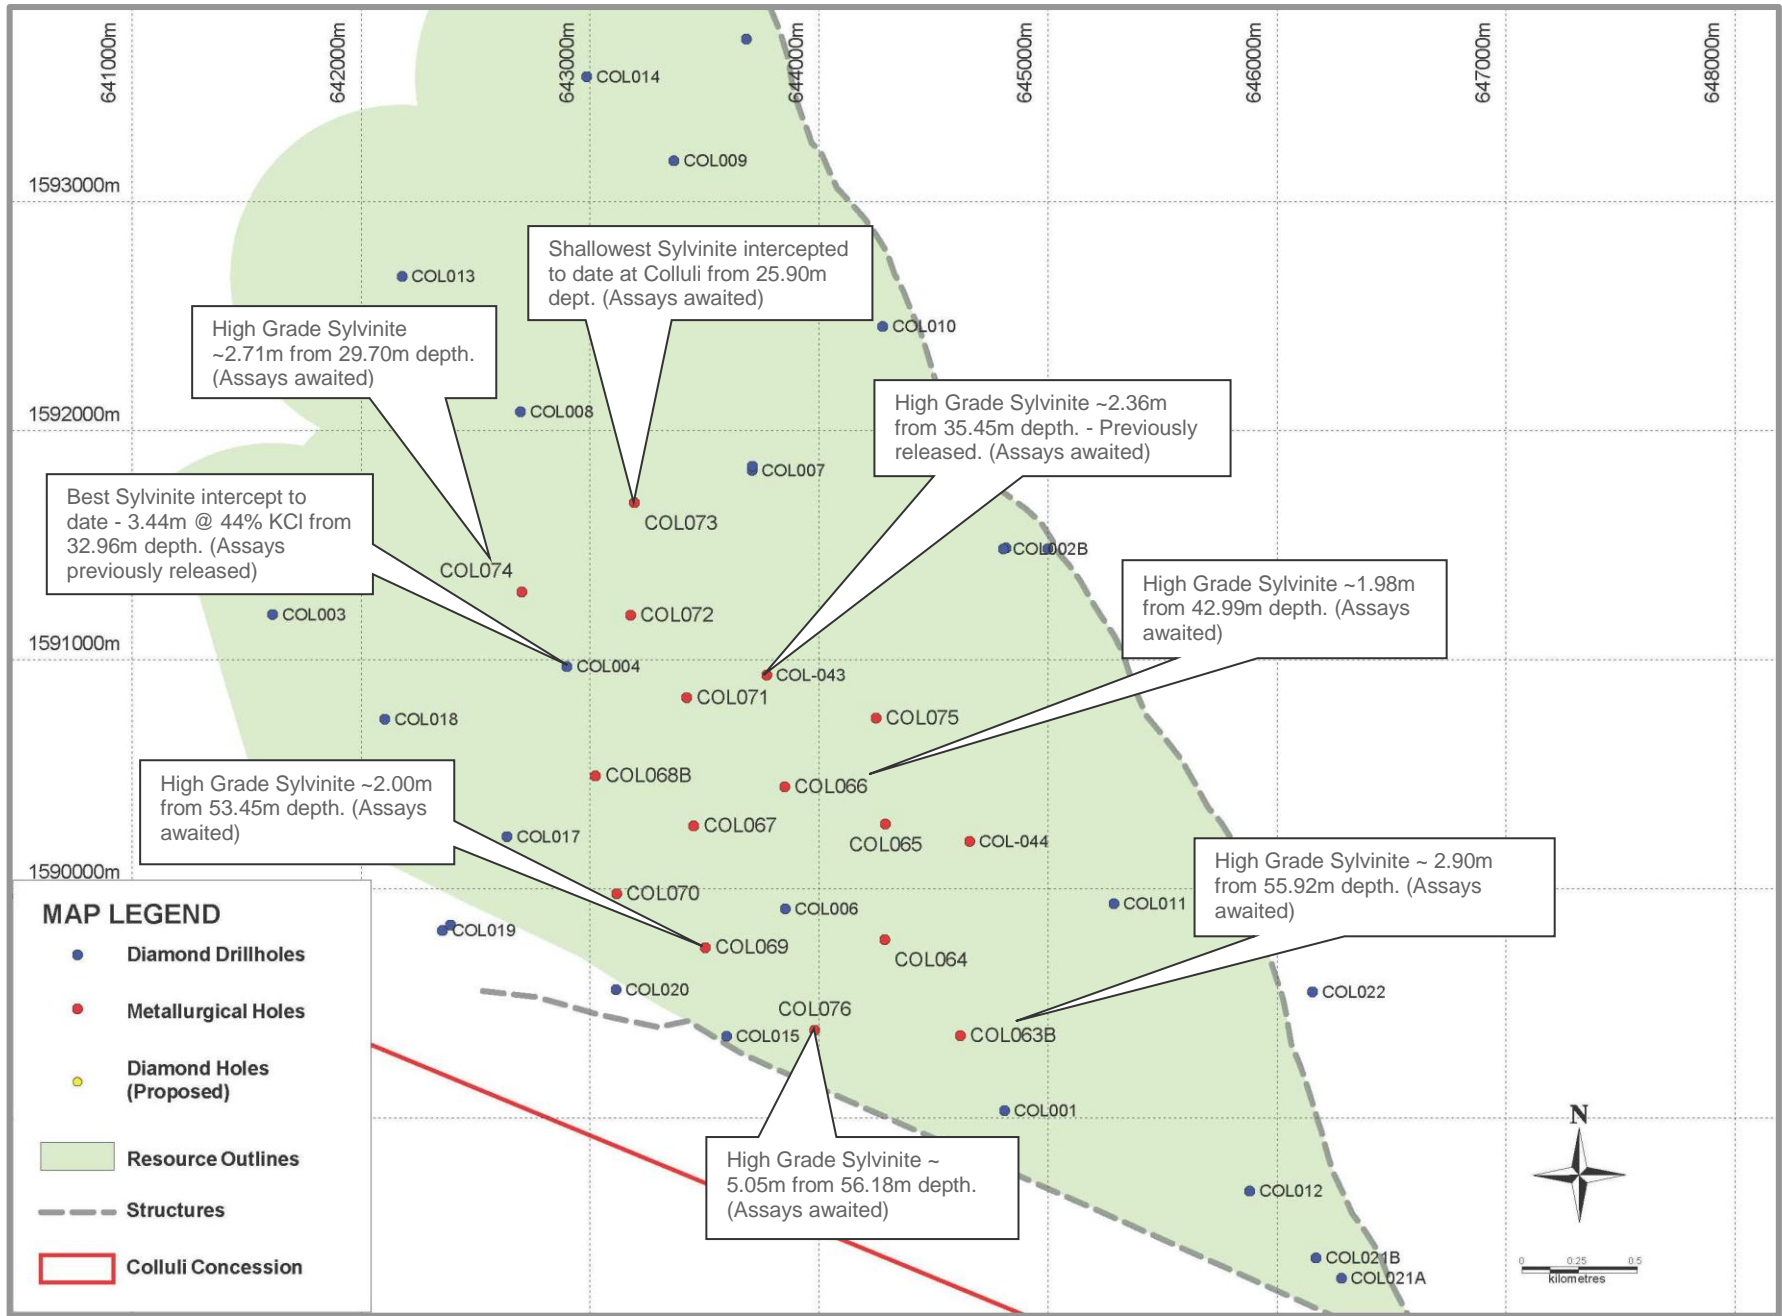 641000m
642000m
643000m
644000m
645000m
646000m
647000m
648000m
COL014
COL009
1593000m
Shallowest Sylvinite intercepted
to date at Colluli from 25.90m
dept. (Assays awaited)
COL013
COL010
High Grade Sylvinite
~2.71m from 29.70m depth.
(Assays awaited)
High Grade Sylvinite ~2.36m
from 35.45m depth. - Previously
released. (Assays awaited)
COL008
1592000m
COL007
Best Sylvinite intercept to
date - 3.44m @ 44% KCl from
32.96m depth. (Assays
previously released)
COL073
COL002B
COL074
High Grade Sylvinite ~1.98m
from 42.99m depth. (Assays
awaited)
COL003
COL072
1591000m
COL004
COL-043
COL071
COL018
COL075
High Grade Sylvinite ~2.00m
from 53.45m depth. (Assays
awaited)
COL068B
COL066
COL067
COL017
COL065
COL-044
High Grade Sylvinite ~ 2.90m
from 55.92m depth. (Assays
awaited)
1590000m
COL070
COL006
COL011
COL019
COL069
COL064
COL020
COL022
COL076
COL015
COL063B
COL001
High Grade Sylvinite ~
5.05m from 56.18m depth.
(Assays awaited)
COL012
COL021B
COL021A
MAP LEGEND
Diamond Drillholes
Metallurgical Holes
Diamond Holes
(Proposed)
Resource Outlines
Structures
Colluli Concession
N
0 0.25 0.5
kilometres